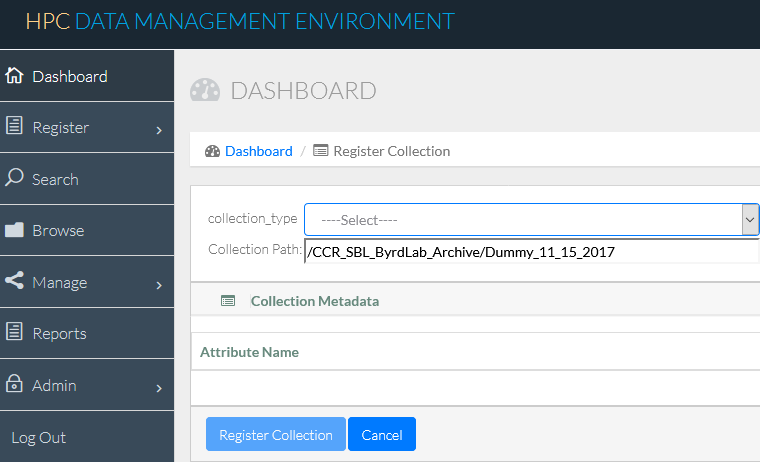 HPC DATA MANAGEMENT ENVIRONMENT
Dashboard
Register
Search
Browse
Manage
Reports
Admin
Log Out
DASHBOARD
Dashboard / Register Collection
collection_type ----Select----
Collection Path: /CCR_SBL_ByrdLab_Archive/Dummy_11_15_2017
Collection Metadata
Attribute Name
Register Collection Cancel